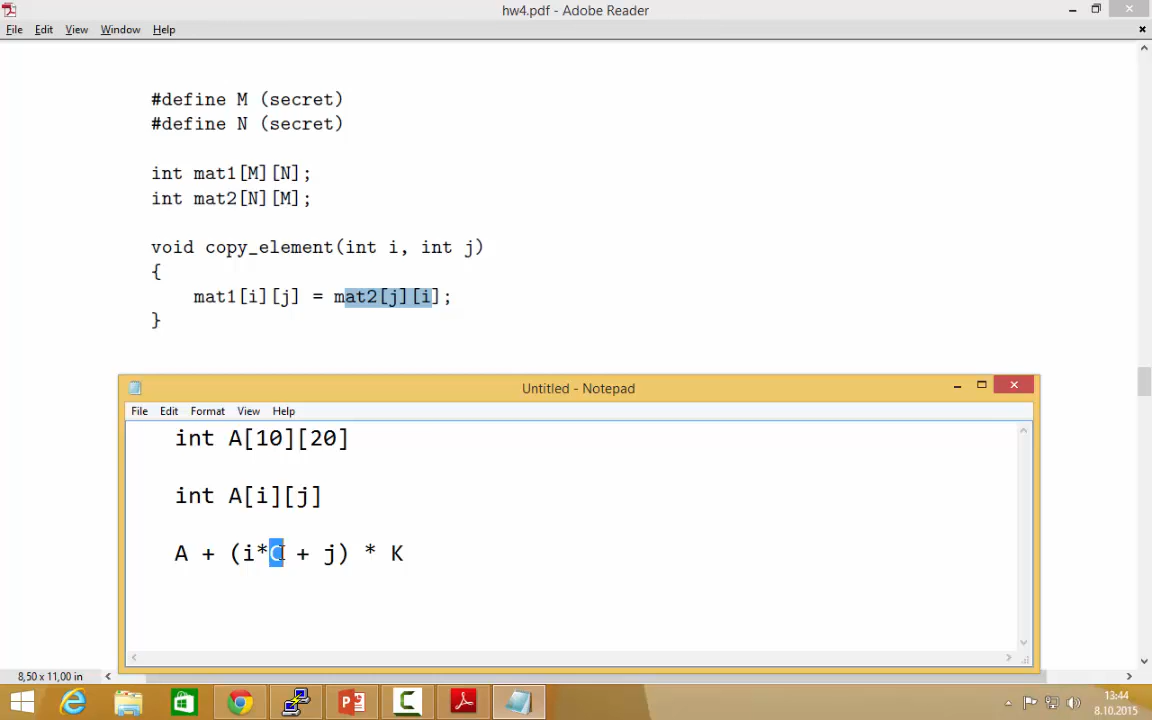 hw4.pdf - Adobe Reader
File Edit View Window Help
#define M (secret)
#define N (secret)
int mat1[M][N];
int mat2[N][M];
void copy_element(int i, int j)
{
mat1[i][j] = mat2[j][i];
}
Untitled - Notepad
File Edit Format View Help
int A[10][20]
int A[i][j]
A + (i*C + j) * K
8,50 x 11,00 in
13:44
8.10.2015